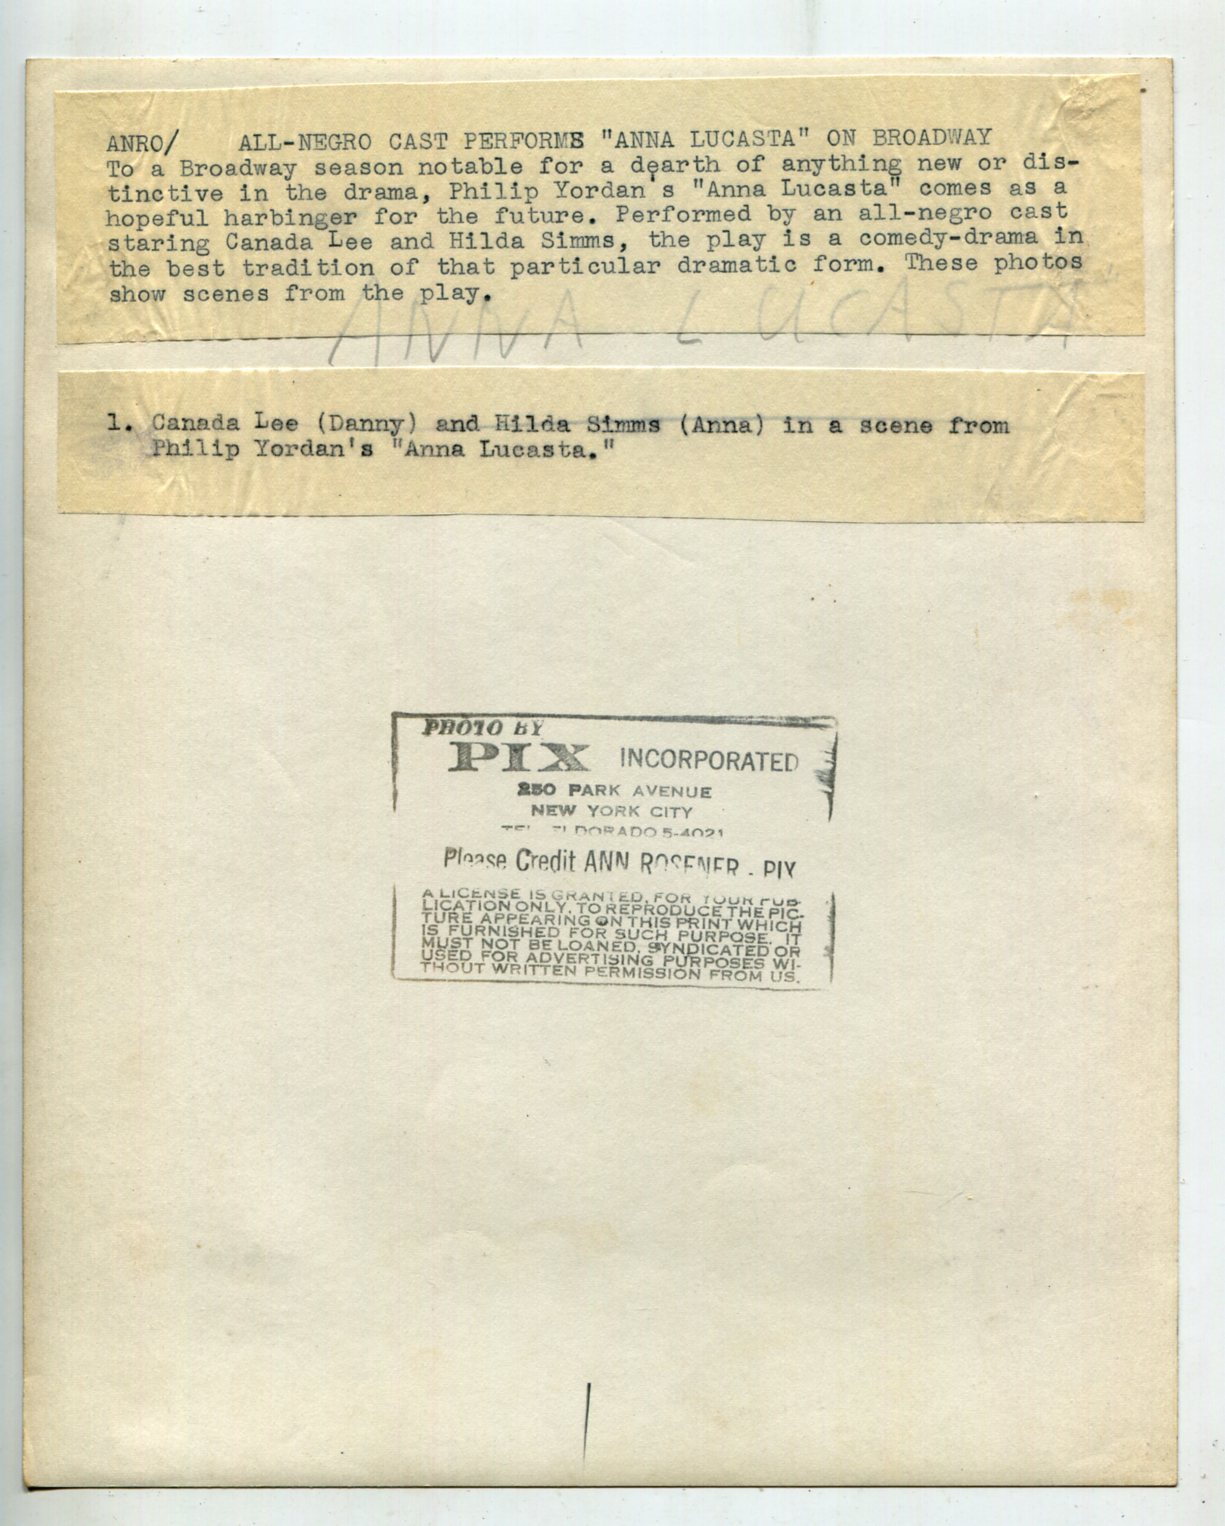 ANRO/ ALL-NEGRO CAST PERFORMS "ANNA LUCASTA" ON BROADWAY
To a Broadway season notable for a dearth of anything new or dis-
tinctive in the drama, Philip Yordan's "Anna Lucasta" comes as a
hopeful harbinger for the future. Performed by an all-negro cast
staring Canada Lee and Hilda Simms, the play is a comedy-drama in
the best tradition of that particular dramatic form. These photos
show scenes from the play.
ANNA LUCASTA
1. Canada Lee (Danny) and Hilda Simms (Anna) in a scene from
Philip Yordan's "Anna Lucasta."
PHOTO BY
PIX INCORPORATED
250 PARK AVENUE
NEW YORK CITY
TEL. ELDORADO 5-4021
Please Credit ANN ROSENER - PIX
A LICENSE IS GRANTED, FOR YOUR PUB-
LICATION ONLY, TO REPRODUCE THE PIC-
TURE APPEARING ON THIS PRINT WHICH
IS FURNISHED FOR SUCH PURPOSE. IT
MUST NOT BE LOANED, SYNDICATED OR
USED FOR ADVERTISING PURPOSES WI-
THOUT WRITTEN PERMISSION FROM US.